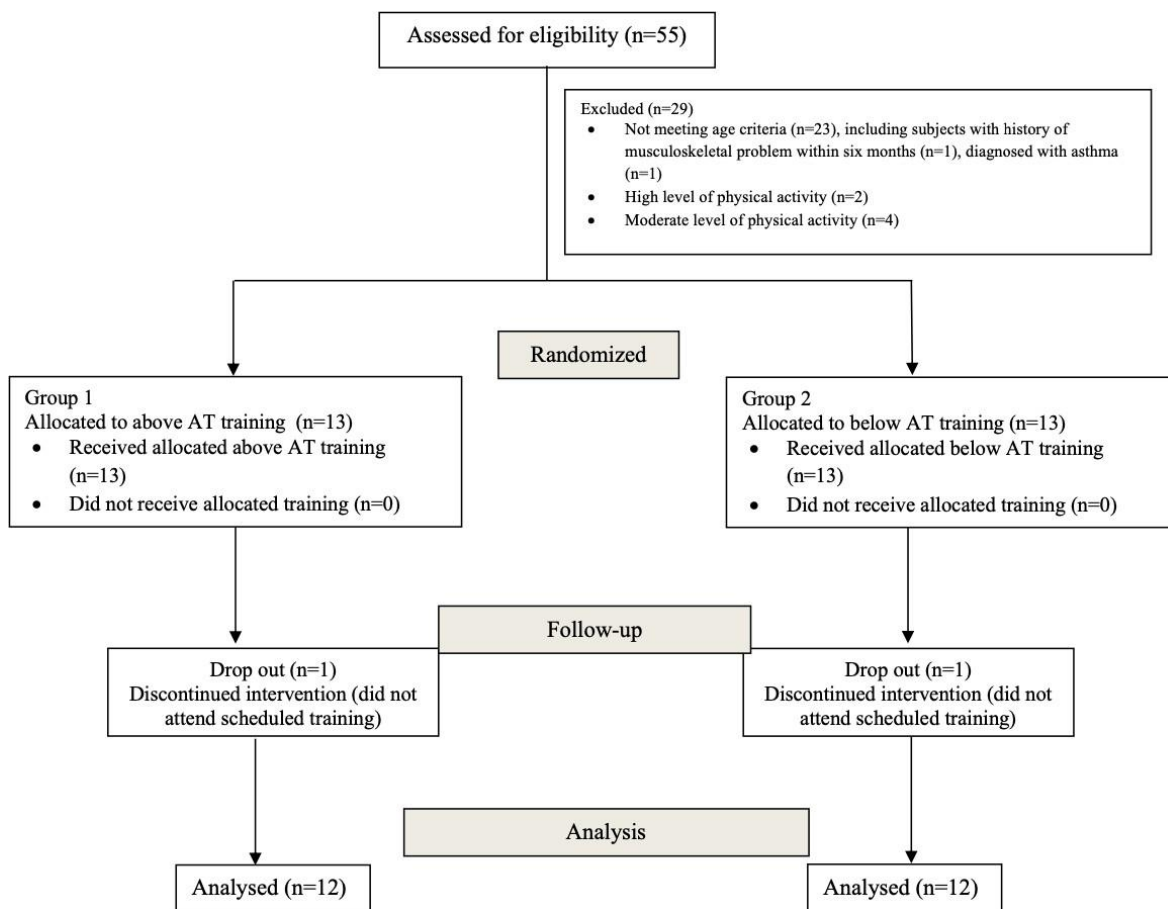 Assessed for eligibility (n=55)
Excluded (n=29)
• Not meeting age criteria (n=23), including subjects with history of
musculoskeletal problem within six months (n=1), diagnosed with asthma
(n=1)
• High level of physical activity (n=2)
• Moderate level of physical activity (n=4)
Randomized
Group 1
Allocated to above AT training (n=13)
• Received allocated above AT training
(n=13)
• Did not receive allocated training (n=0)
Group 2
Allocated to below AT training (n=13)
• Received allocated below AT training
(n=13)
• Did not receive allocated training (n=0)
Follow-up
Drop out (n=1)
Discontinued intervention (did not
attend scheduled training)
Drop out (n=1)
Discontinued intervention (did not
attend scheduled training)
Analysis
Analysed (n=12)
Analysed (n=12)